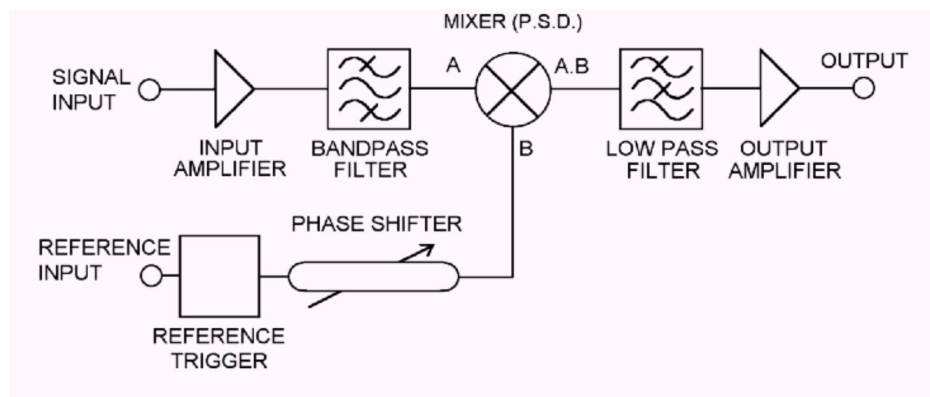 MIXER (P.S.D.)
SIGNAL
INPUT
A
A.B
OUTPUT
INPUT
AMPLIFIER
BANDPASS
FILTER
B
LOW PASS
FILTER
OUTPUT
AMPLIFIER
PHASE SHIFTER
REFERENCE
INPUT
REFERENCE
TRIGGER